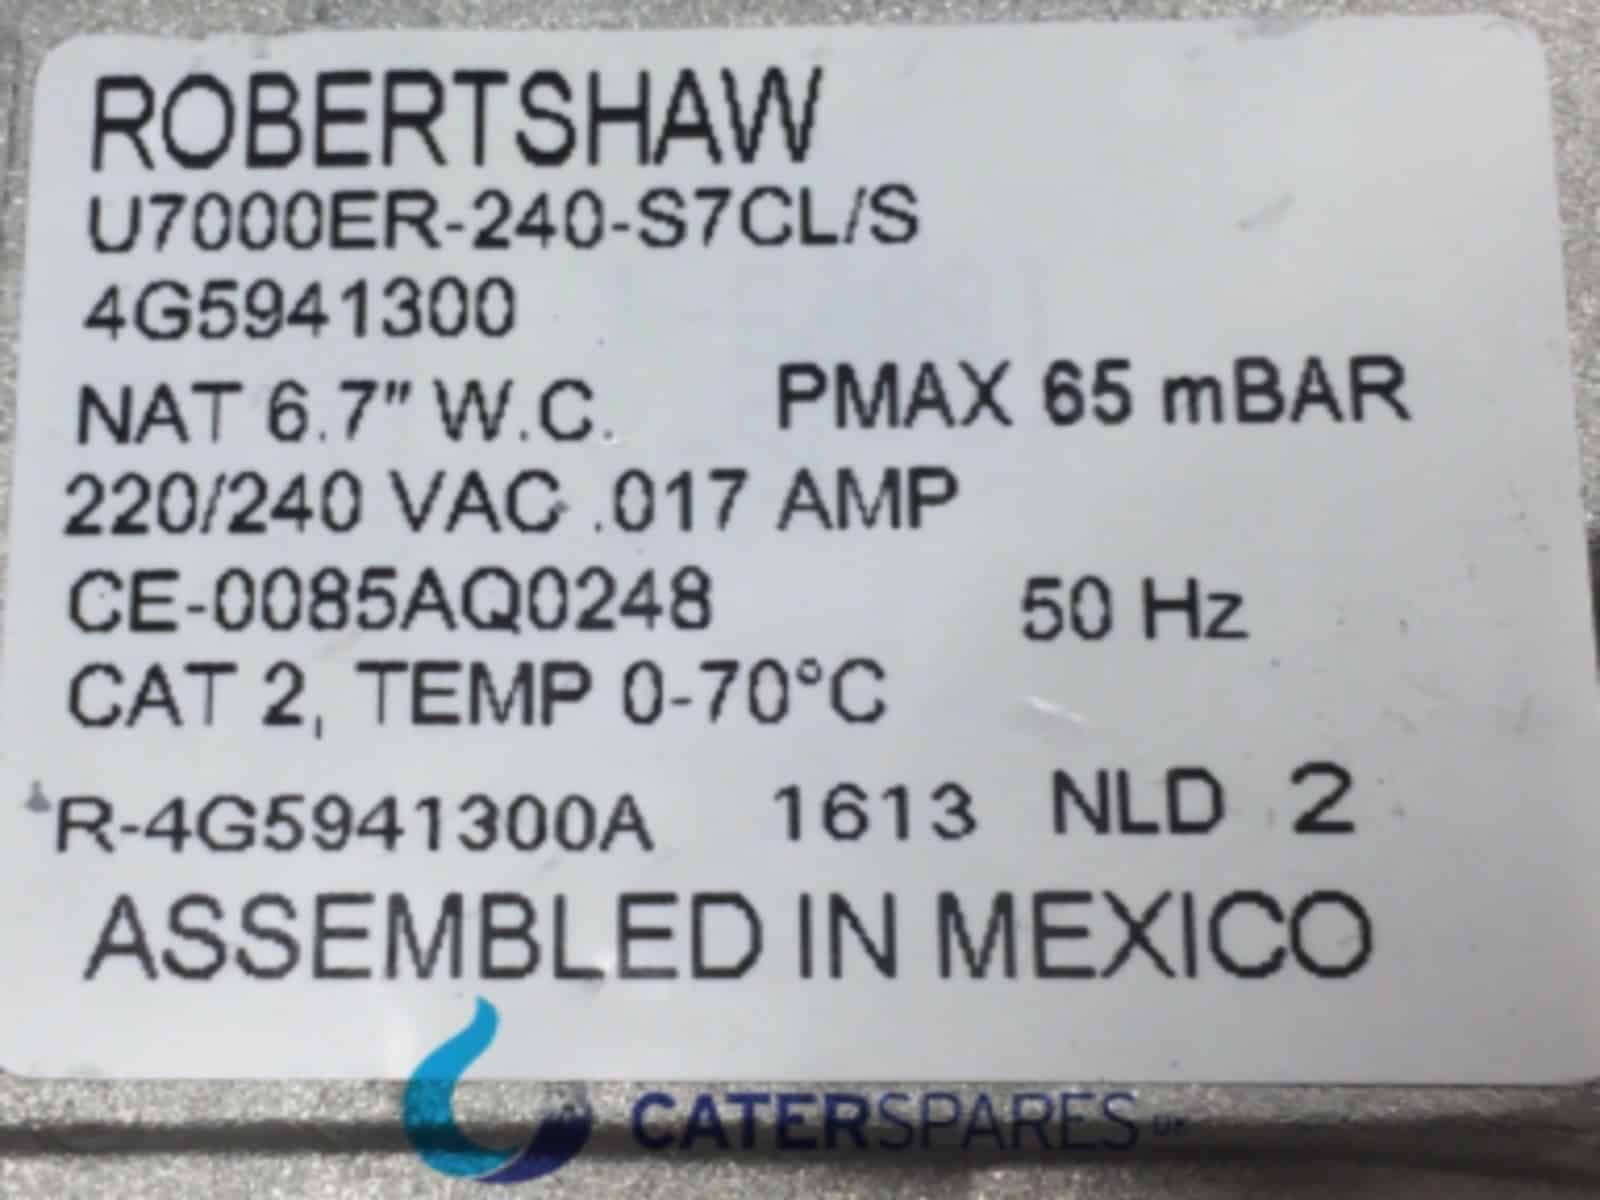 ROBERTSHAW
U7000ER-240-S7CL/S
4G5941300
NAT 6.7" W.C. PMAX 65 mBAR
220/240 VAC .017 AMP
CE-0085AQ0248 50 Hz
CAT 2, TEMP 0-70°C
R-4G5941300A 1613 NLD 2
ASSEMBLED IN MEXICO
CATERSPARES UK